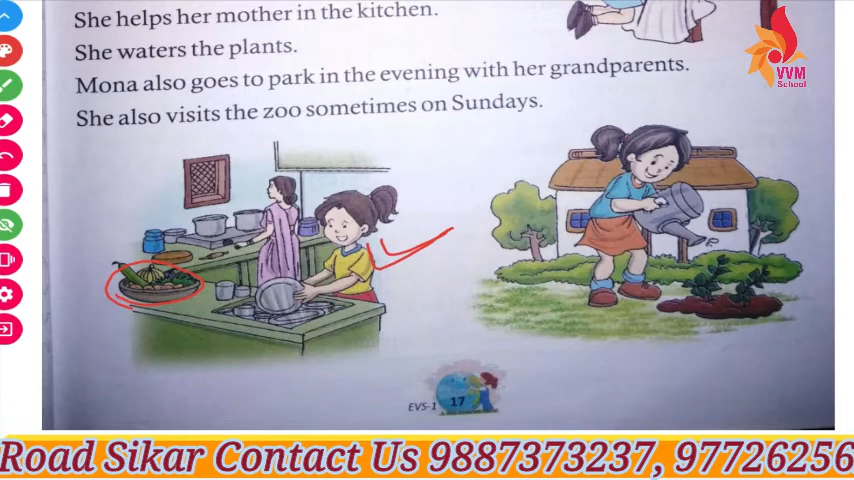 She helps her mother in the kitchen.
She waters the plants.
Mona also goes to park in the evening with her grandparents.
She also visits the zoo sometimes on Sundays.
VVM
School
EVS-1
17
Road Sikar Contact Us 9887373237, 97726256